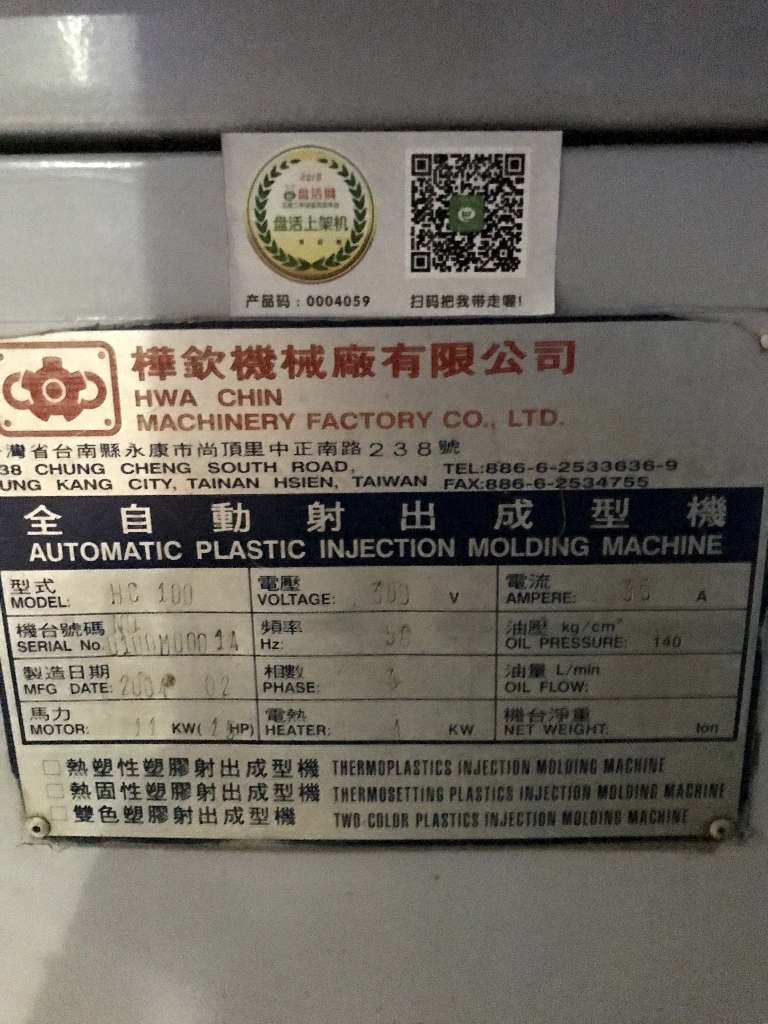 2018
盘活网
盘活上架机
产品码：0004059
扫码把我带走喔!
樺欽機械廠有限公司
HWA CHIN
MACHINERY FACTORY CO., LTD.
灣省台南縣永康市尚頂里中正南路２３８號
38 CHUNG CHENG SOUTH ROAD,
UNG KANG CITY, TAINAN HSIEN, TAIWAN
TEL:886-6-2533636-9
FAX:886-6-2534755
全自動射出成型機
AUTOMATIC PLASTIC INJECTION MOLDING MACHINE
型式 MODEL: HC 100
電壓 VOLTAGE: V
電流 AMPERE: A
機台號碼 SERIAL No.
頻率 Hz:
油壓 kg/cm² OIL PRESSURE: 140
製造日期 MFG DATE: 02
相數 PHASE: 3
油量 L/min OIL FLOW:
馬力 MOTOR: 11 KW( HP)
電熱 HEATER: KW
機台淨重 NET WEIGHT: ton
熱塑性塑膠射出成型機 THERMOPLASTICS INJECTION MOLDING MACHINE
熱固性塑膠射出成型機 THERMOSETTING PLASTICS INJECTION MOLDING MACHINE
雙色塑膠射出成型機 TWO-COLOR PLASTICS INJECTION MOLDING MACHINE